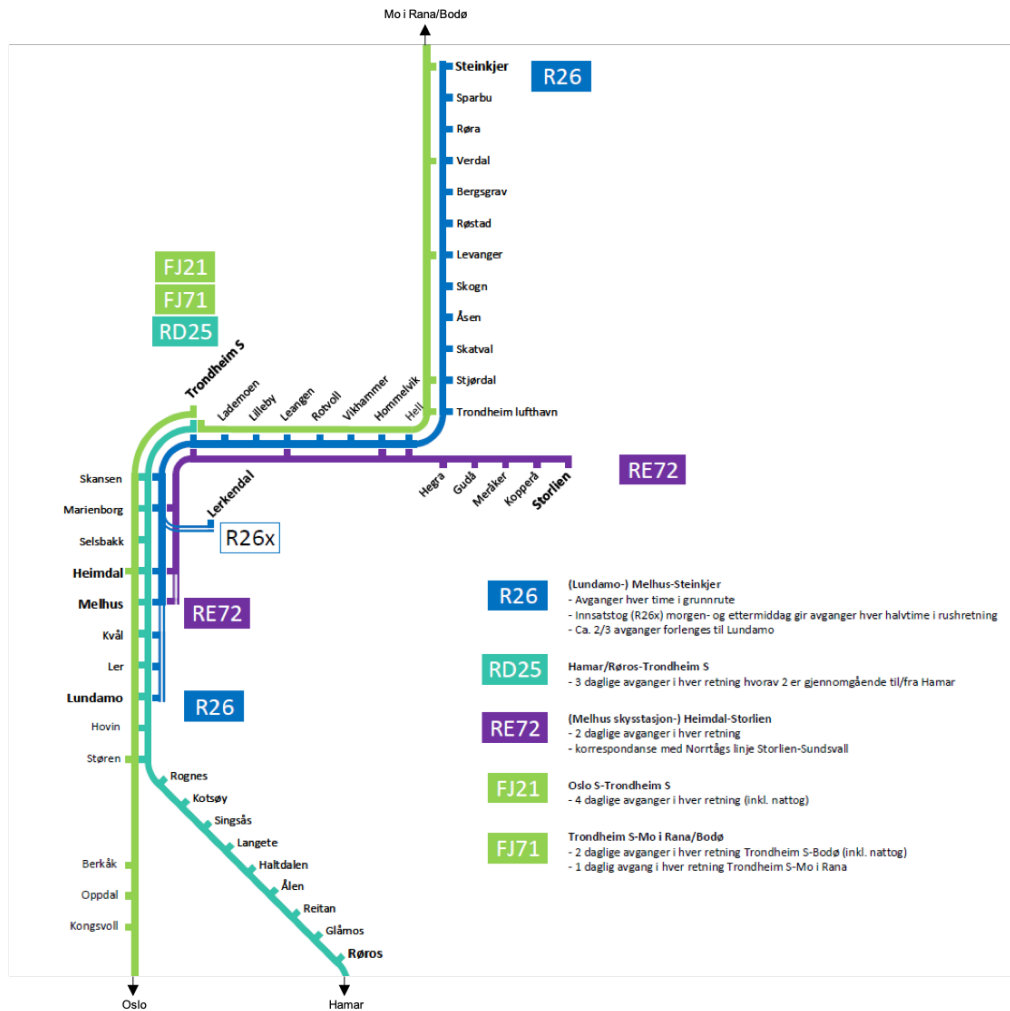 Mo i Rana/Bodø
Steinkjer
R26
Sparbu
Røra
Verdal
Bergsgrav
Røstad
Levanger
Skogn
Åsen
Skatval
Stjørdal
Trondheim lufthavn
FJ21
FJ71
RD25
Trondheim S
Lademoen
Lilleby
Leangen
Rotvoll
Vikhammer
Hommelvik
Hell
Hegra
Gudå
Meråker
Kopperå
Storlien
RE72
Skansen
Marienborg
Selsbakk
Heimdal
Melhus
Kvål
Ler
Lundamo
Hovin
Støren
Lerkendal
R26x
RE72
R26
Rognes
Kotsøy
Singsås
Langete
Haltdalen
Ålen
Reitan
Glåmos
Røros
Berkåk
Oppdal
Kongsvoll
Oslo
Hamar
R26
(Lundamo-) Melhus-Steinkjer
- Avganger hver time i grunnrute
- Innsatstog (R26x) morgen- og ettermiddag gir avganger hver halvtime i rushretning
- Ca. 2/3 avganger forlenges til Lundamo
RD25
Hamar/Røros-Trondheim S
- 3 daglige avganger i hver retning hvorav 2 er gjennomgående til/fra Hamar
RE72
(Melhus skysstasjon-) Heimdal-Storlien
- 2 daglige avganger i hver retning
- korrespondanse med Norrtågs linje Storlien-Sundsvall
FJ21
Oslo S-Trondheim S
- 4 daglige avganger i hver retning (inkl. nattog)
FJ71
Trondheim S-Mo i Rana/Bodø
- 2 daglige avganger i hver retning Trondheim S-Bodø (inkl. nattog)
- 1 daglig avgang i hver retning Trondheim S-Mo i Rana